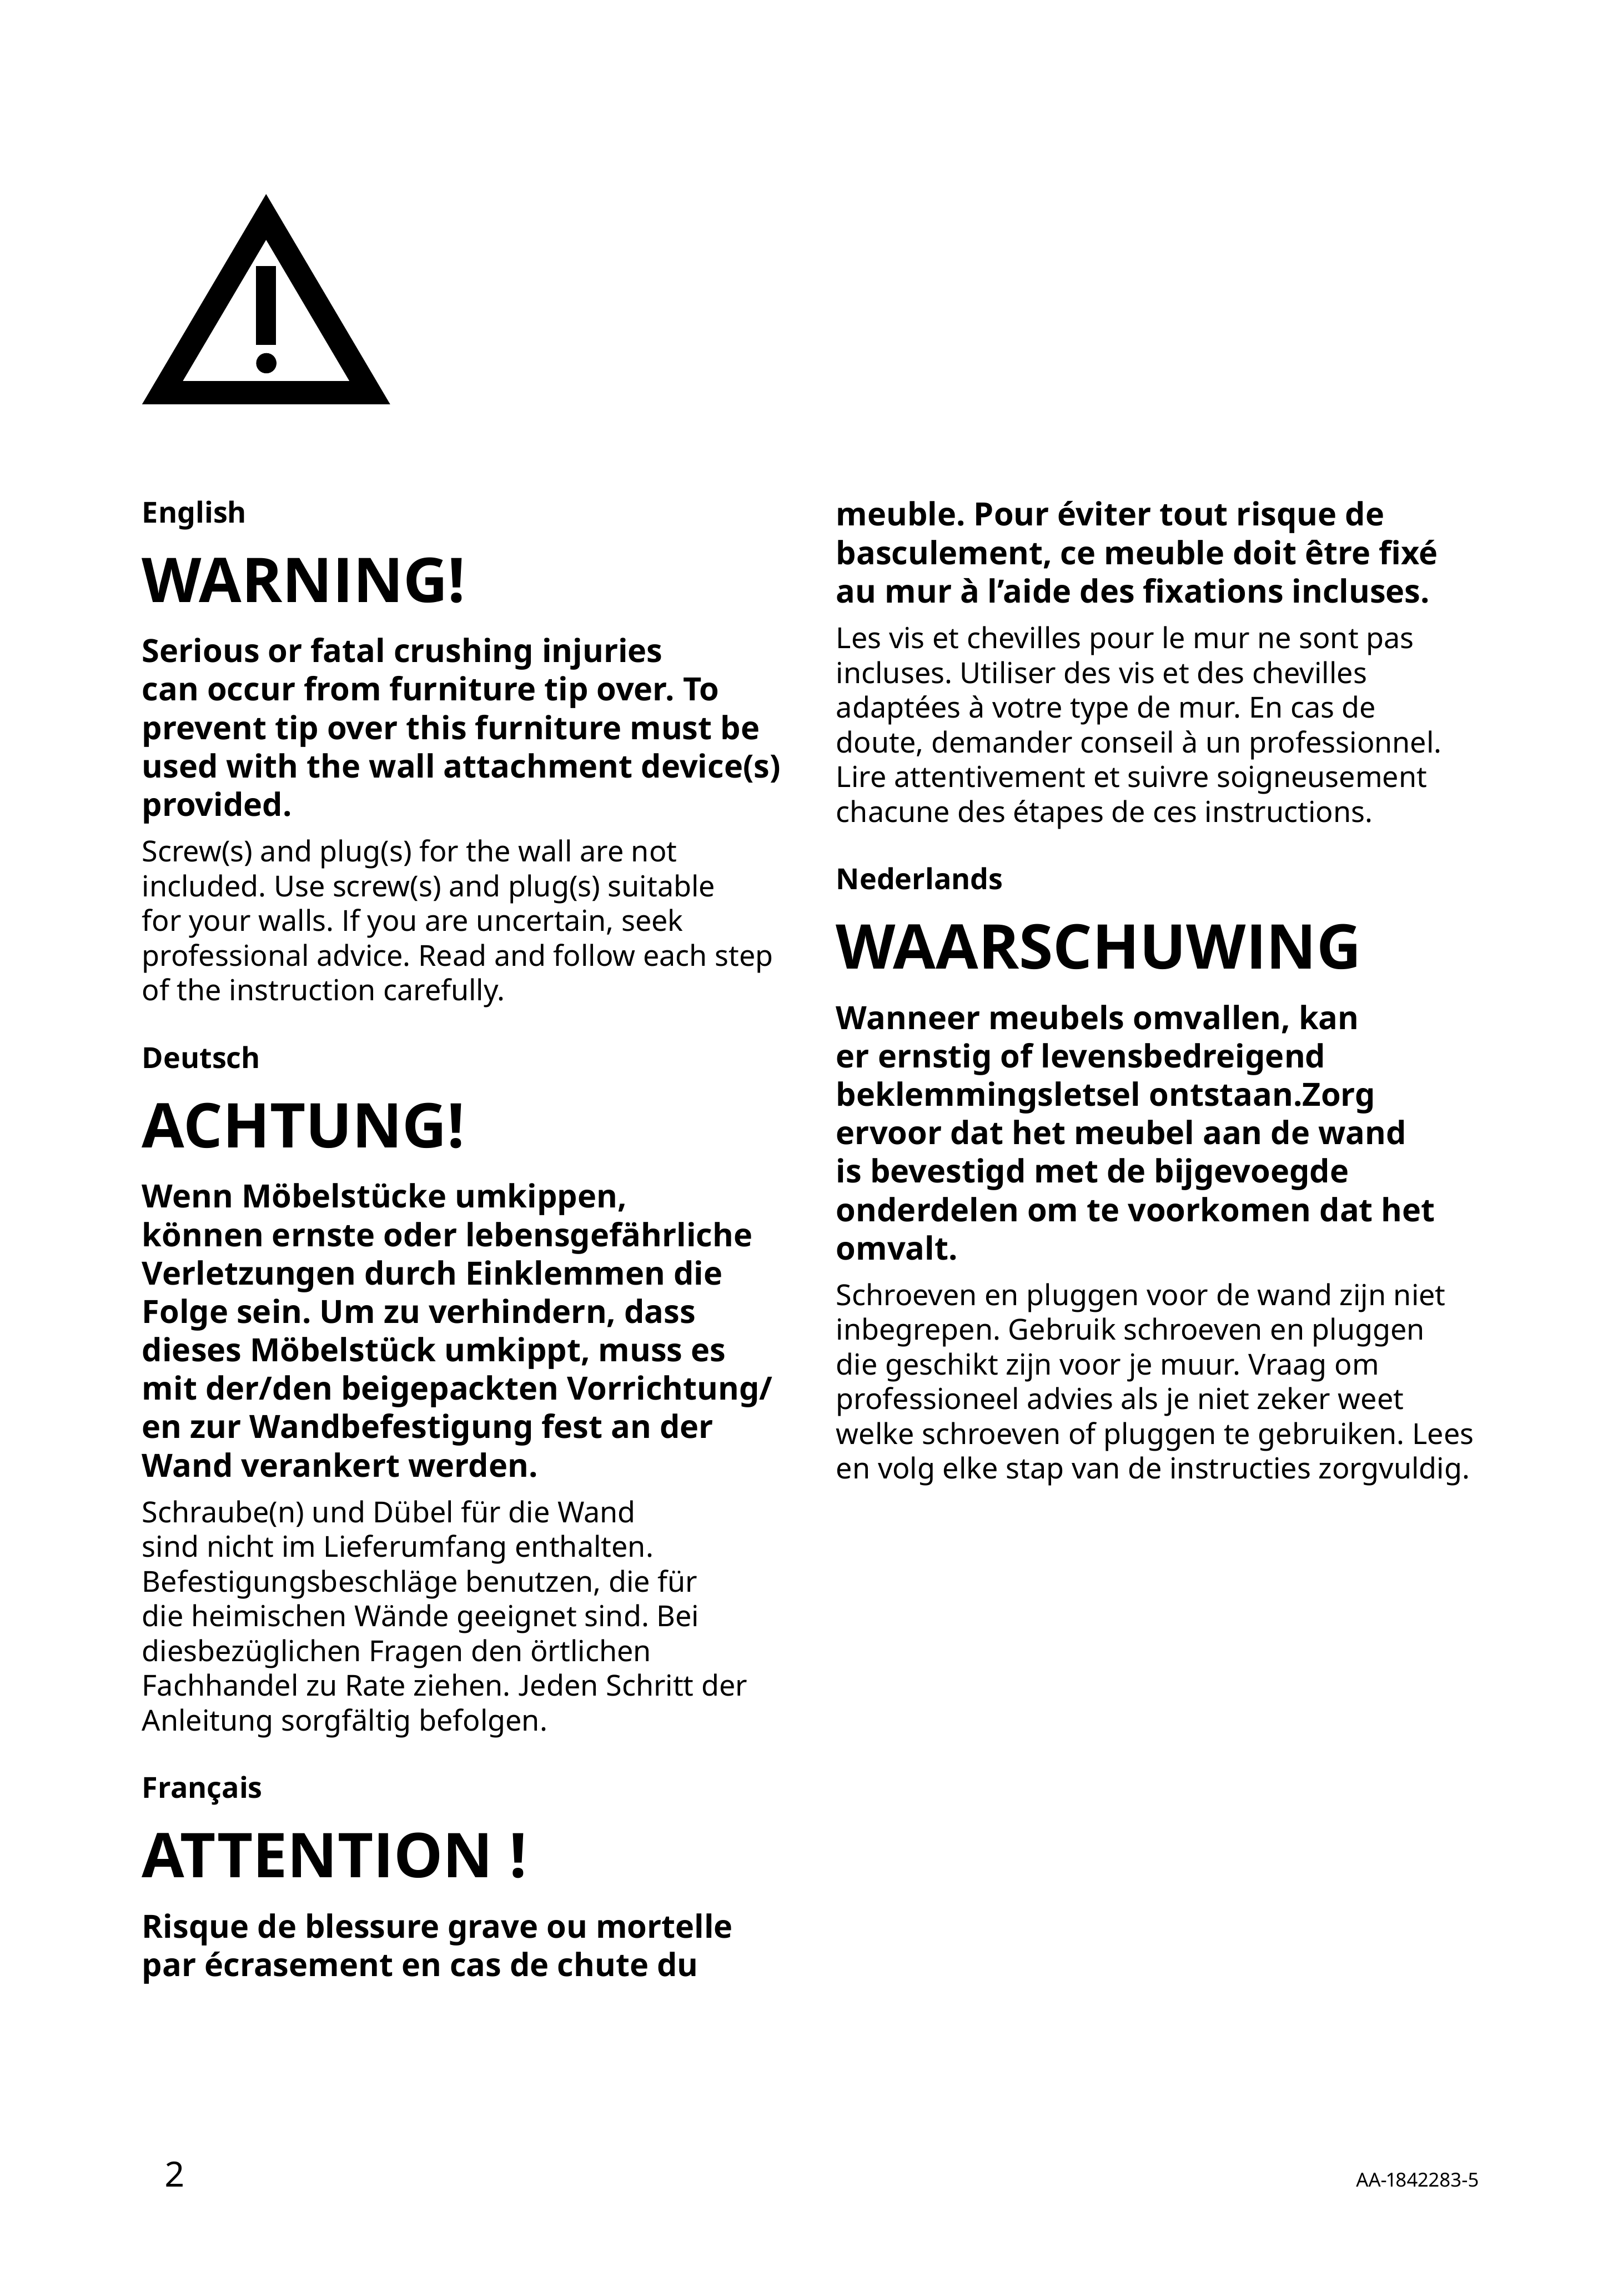 English
WARNING!
Serious or fatal crushing injuries
can occur from furniture tip over. To
prevent tip over this furniture must be
used with the wall attachment device(s)
provided.
Screw(s) and plug(s) for the wall are not
included. Use screw(s) and plug(s) suitable
for your walls. If you are uncertain, seek
professional advice. Read and follow each step
of the instruction carefully.
Deutsch
ACHTUNG!
Wenn Möbelstücke umkippen,
können ernste oder lebensgefährliche
Verletzungen durch Einklemmen die
Folge sein. Um zu verhindern, dass
dieses Möbelstück umkippt, muss es
mit der/den beigepackten Vorrichtung/
en zur Wandbefestigung fest an der
Wand verankert werden.
Schraube(n) und Dübel für die Wand
sind nicht im Lieferumfang enthalten.
Befestigungsbeschläge benutzen, die für
die heimischen Wände geeignet sind. Bei
diesbezüglichen Fragen den örtlichen
Fachhandel zu Rate ziehen. Jeden Schritt der
Anleitung sorgfältig befolgen.
Français
ATTENTION !
Risque de blessure grave ou mortelle
par écrasement en cas de chute du
meuble. Pour éviter tout risque de
basculement, ce meuble doit être fixé
au mur à l’aide des fixations incluses.
Les vis et chevilles pour le mur ne sont pas
incluses. Utiliser des vis et des chevilles
adaptées à votre type de mur. En cas de
doute, demander conseil à un professionnel.
Lire attentivement et suivre soigneusement
chacune des étapes de ces instructions.
Nederlands
WAARSCHUWING
Wanneer meubels omvallen, kan
er ernstig of levensbedreigend
beklemmingsletsel ontstaan.Zorg
ervoor dat het meubel aan de wand
is bevestigd met de bijgevoegde
onderdelen om te voorkomen dat het
omvalt.
Schroeven en pluggen voor de wand zijn niet
inbegrepen. Gebruik schroeven en pluggen
die geschikt zijn voor je muur. Vraag om
professioneel advies als je niet zeker weet
welke schroeven of pluggen te gebruiken. Lees
en volg elke stap van de instructies zorgvuldig.
2
AA-1842283-5